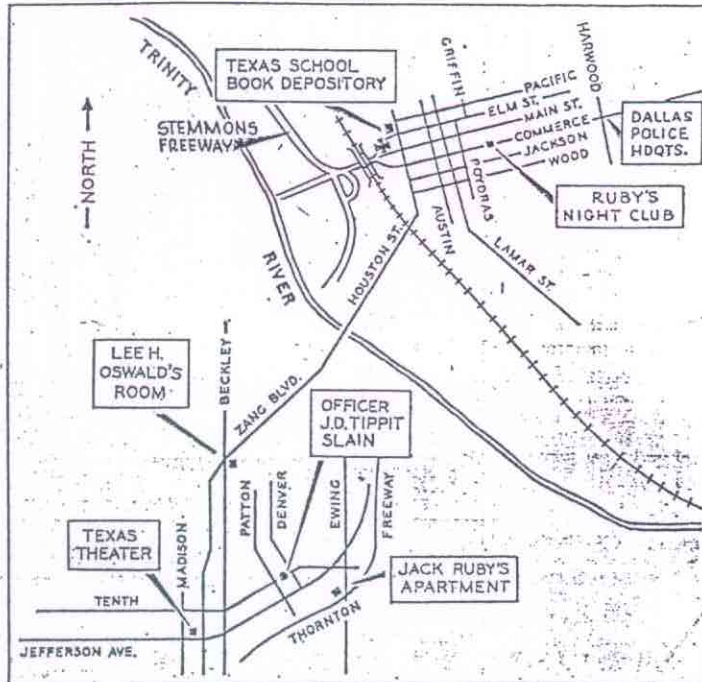 TRINITY
RIVER
STEMMONS
FREEWAY
NORTH
TEXAS SCHOOL
BOOK DEPOSITORY
GRIFFIN
HARWOOD
PACIFIC
ELM ST.
MAIN ST.
COMMERCE
JACKSON
WOOD
DALLAS
POLICE
HDQTS.
RUBY'S
NIGHT CLUB
POYDRAS
AUSTIN
LAMAR ST.
HOUSTON ST.
ZANG BLVD.
LEE H.
OSWALD'S
ROOM
BECKLEY
OFFICER
J.D. TIPPIT
SLAIN
PATTON
DENVER
EWING
FREEWAY
TEXAS
THEATER
MADISON
JACK RUBY'S
APARTMENT
TENTH
THORNTON
JEFFERSON AVE.